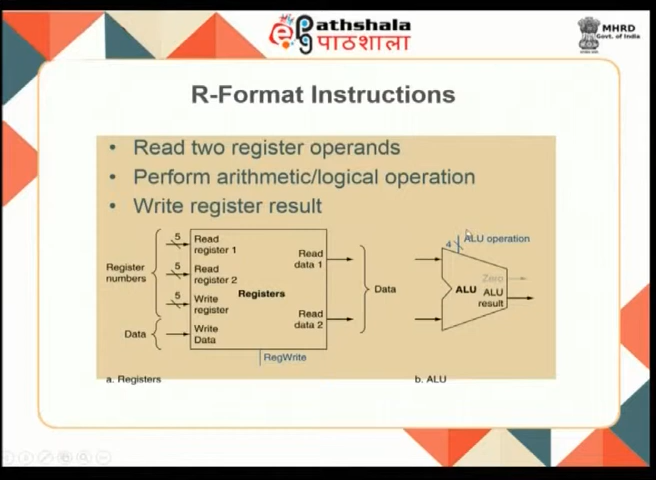 ePathshala
पाठशाला
MHRD
Govt. of India
R-Format Instructions
• Read two register operands
• Perform arithmetic/logical operation
• Write register result
Register
numbers
Data
5
5
5
Read
register 1
Read
register 2
Write
register
Write
Data
Registers
Read
data 1
Read
data 2
Data
RegWrite
4
ALU operation
Zero
ALU
ALU
result
a. Registers
b. ALU